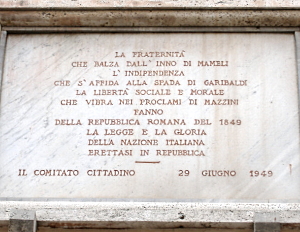 LA FRATERNITÀ
CHE BALZA DALL' INNO DI MAMELI
L'INDIPENDENZA
CHE S'AFFIDA ALLA SPADA DI GARIBALDI
LA LIBERTÀ SOCIALE E MORALE
CHE VIBRA NEI PROCLAMI DI MAZZINI
FANNO
DELLA REPUBBLICA ROMANA DEL 1849
LA LEGGE E LA GLORIA
DELLA NAZIONE ITALIANA
ERETTASI IN REPUBBLICA
IL COMITATO CITTADINO 29 GIUGNO 1949